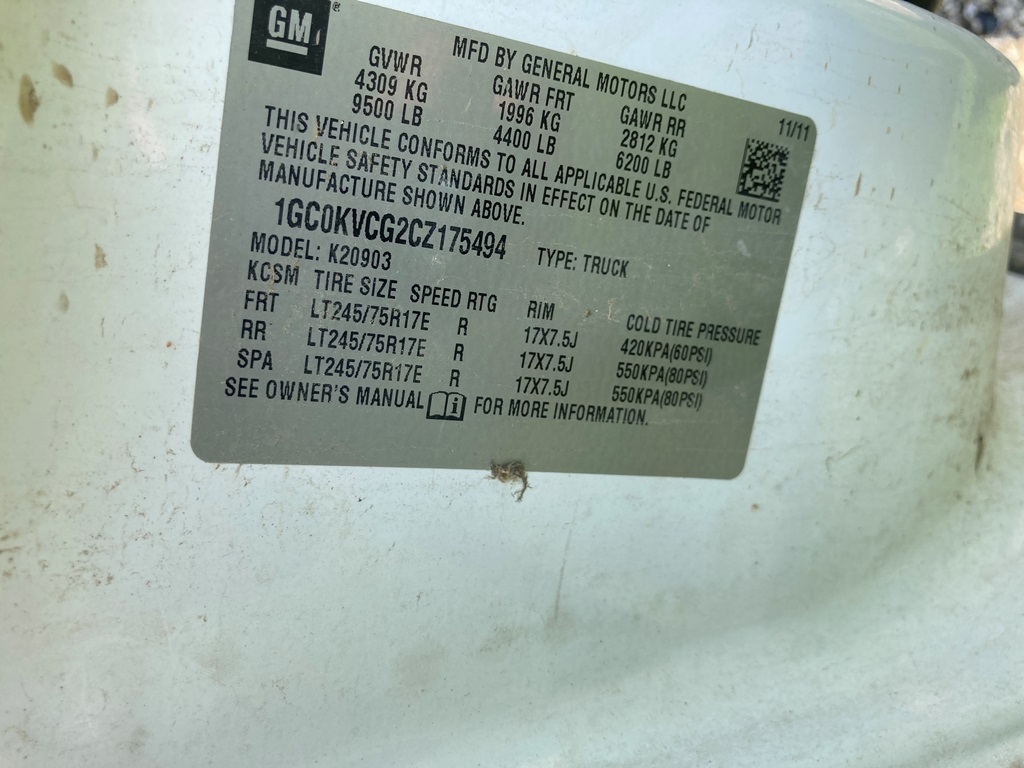 GM
MFD BY GENERAL MOTORS LLC
11/11
GVWR GAWR FRT GAWR RR
4309 KG 1996 KG 2812 KG
9500 LB 4400 LB 6200 LB
THIS VEHICLE CONFORMS TO ALL APPLICABLE U.S. FEDERAL MOTOR
VEHICLE SAFETY STANDARDS IN EFFECT ON THE DATE OF
MANUFACTURE SHOWN ABOVE.
1GC0KVCG2CZ175494 TYPE: TRUCK
MODEL: K20903
KCSM TIRE SIZE SPEED RTG RIM COLD TIRE PRESSURE
FRT LT245/75R17E R 17X7.5J 420KPA(60PSI)
RR LT245/75R17E R 17X7.5J 550KPA(80PSI)
SPA LT245/75R17E R 17X7.5J 550KPA(80PSI)
SEE OWNER'S MANUAL i FOR MORE INFORMATION.